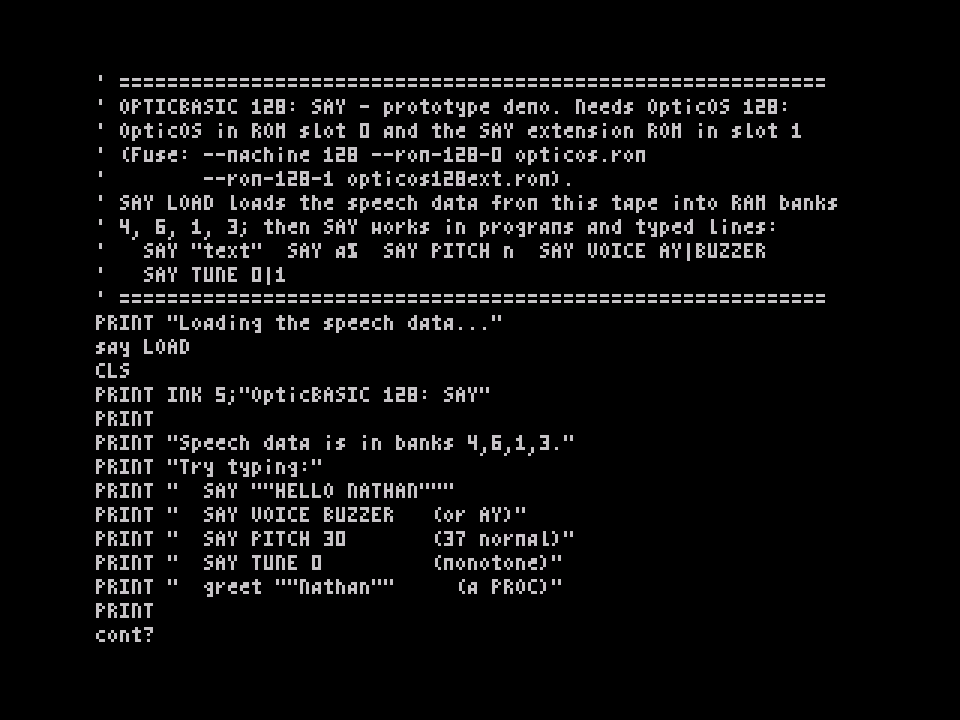 ' ===========================================================
' OPTICBASIC 128: SAY - prototype demo. Needs OpticOS 128:
' OpticOS in ROM slot 0 and the SAY extension ROM in slot 1
' (Fuse: --machine 128 --rom-128-0 opticos.rom
'        --rom-128-1 opticos128ext.rom).
' SAY LOAD loads the speech data from this tape into RAM banks
' 4, 6, 1, 3; then SAY works in programs and typed lines:
'   SAY "text"  SAY a$  SAY PITCH n  SAY VOICE AY|BUZZER
'   SAY TUNE 0|1
' ===========================================================
PRINT "Loading the speech data..."
say LOAD
CLS
PRINT INK 5;"OpticBASIC 128: SAY"
PRINT
PRINT "Speech data is in banks 4,6,1,3."
PRINT "Try typing:"
PRINT "  SAY ""HELLO NATHAN"""
PRINT "  SAY VOICE BUZZER   (or AY)"
PRINT "  SAY PITCH 30       (37 normal)"
PRINT "  SAY TUNE 0         (monotone)"
PRINT "  greet ""Nathan""     (a PROC)"
PRINT
cont?